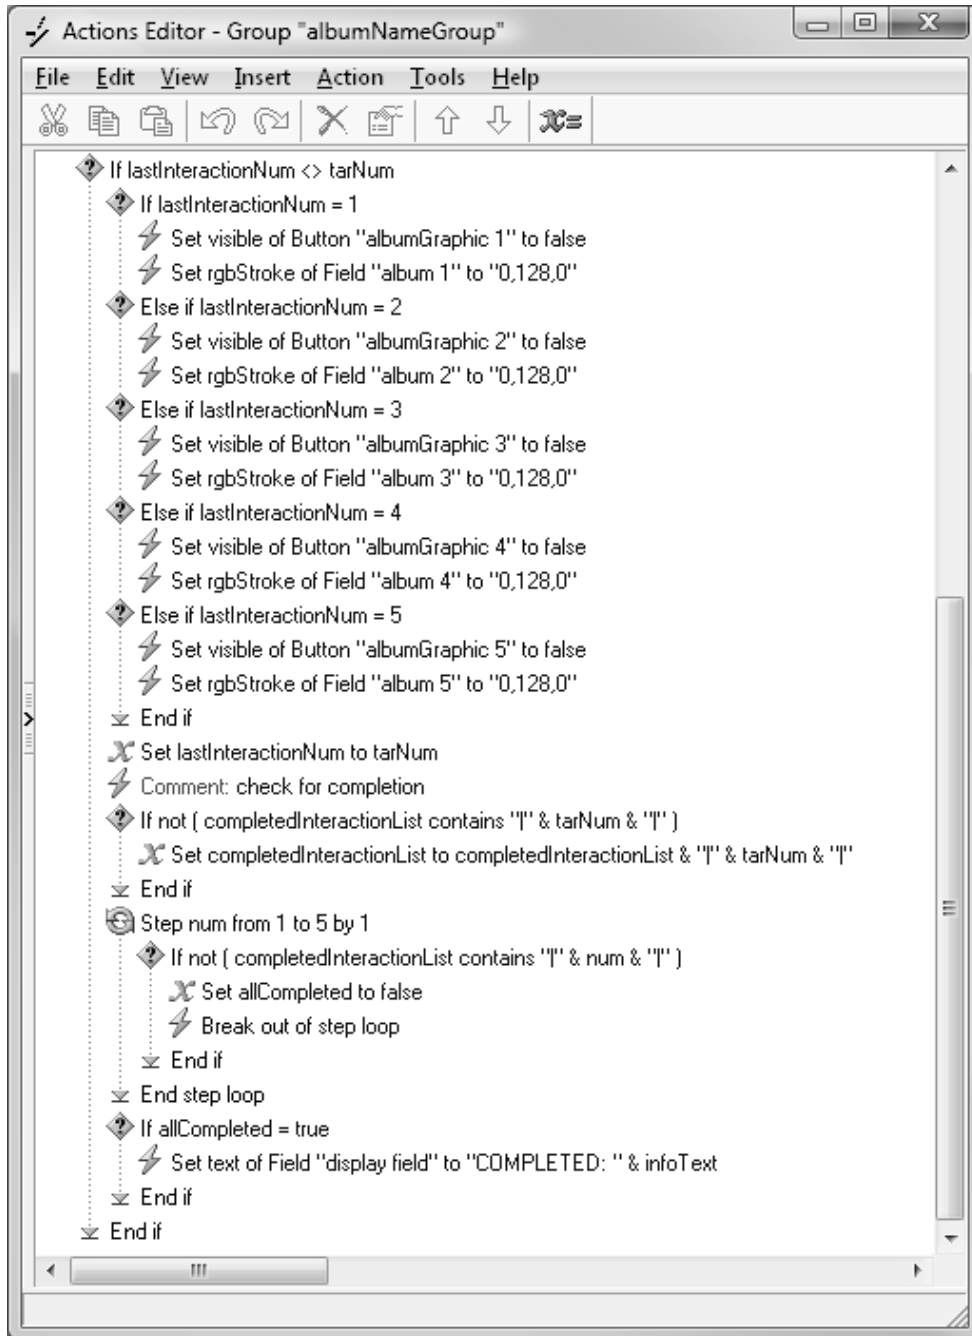 Actions Editor - Group "albumNameGroup"
File Edit View Insert Action Tools Help
If lastInteractionNum <> tarNum
If lastInteractionNum = 1
Set visible of Button "albumGraphic 1" to false
Set rgbStroke of Field "album 1" to "0,128,0"
Else if lastInteractionNum = 2
Set visible of Button "albumGraphic 2" to false
Set rgbStroke of Field "album 2" to "0,128,0"
Else if lastInteractionNum = 3
Set visible of Button "albumGraphic 3" to false
Set rgbStroke of Field "album 3" to "0,128,0"
Else if lastInteractionNum = 4
Set visible of Button "albumGraphic 4" to false
Set rgbStroke of Field "album 4" to "0,128,0"
Else if lastInteractionNum = 5
Set visible of Button "albumGraphic 5" to false
Set rgbStroke of Field "album 5" to "0,128,0"
End if
Set lastInteractionNum to tarNum
Comment: check for completion
If not ( completedInteractionList contains "|" & tarNum & "|" )
Set completedInteractionList to completedInteractionList & "|" & tarNum & "|"
End if
Step num from 1 to 5 by 1
If not ( completedInteractionList contains "|" & num & "|" )
Set allCompleted to false
Break out of step loop
End if
End step loop
If allCompleted = true
Set text of Field "display field" to "COMPLETED: " & infoText
End if
End if